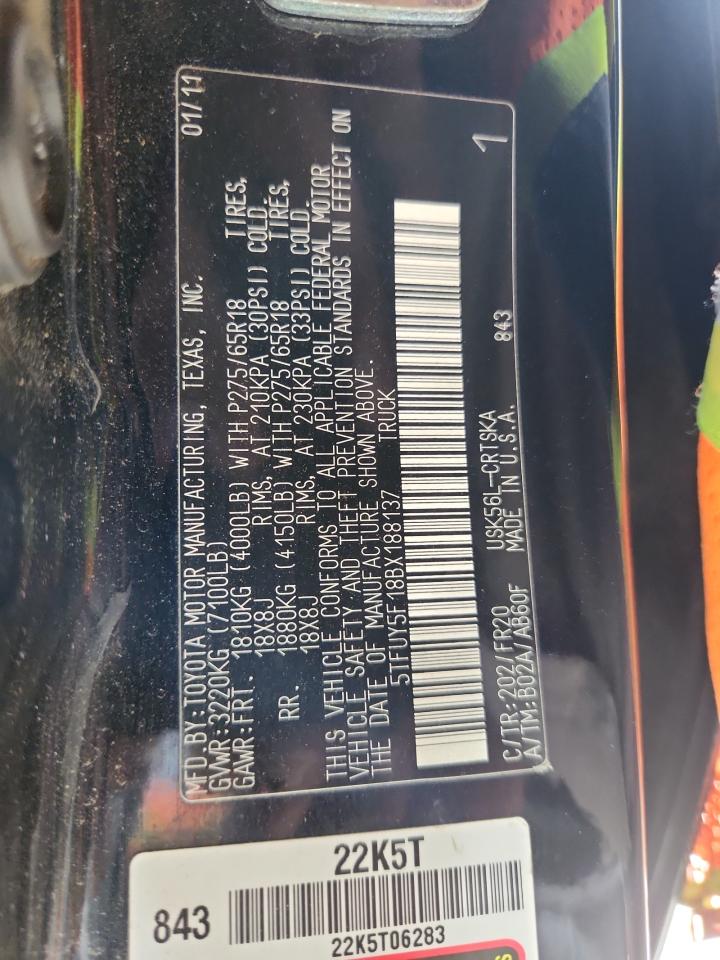 MFD. BY: TOYOTA MOTOR MANUFACTURING, TEXAS, INC. 01/11
GVWR: 3220KG (7100LB)
GAWR: FRT. 1810KG (4000LB) WITH P275/65R18 TIRES,
18X8J RIMS, AT 210KPA (30PSI) COLD.
RR. 1880KG (4150LB) WITH P275/65R18 TIRES,
18X8J RIMS, AT 230KPA (33PSI) COLD.
THIS VEHICLE CONFORMS TO ALL APPLICABLE FEDERAL MOTOR
VEHICLE SAFETY AND THEFT PREVENTION STANDARDS IN EFFECT ON
THE DATE OF MANUFACTURE SHOWN ABOVE.
5TFUY5F18BX188137 TRUCK
C/TR: 202/FR20 USK56L-CRTSKA 843
A/TM: B02A/AB60F MADE IN U.S.A.
1
22K5T
843
22K5T06283